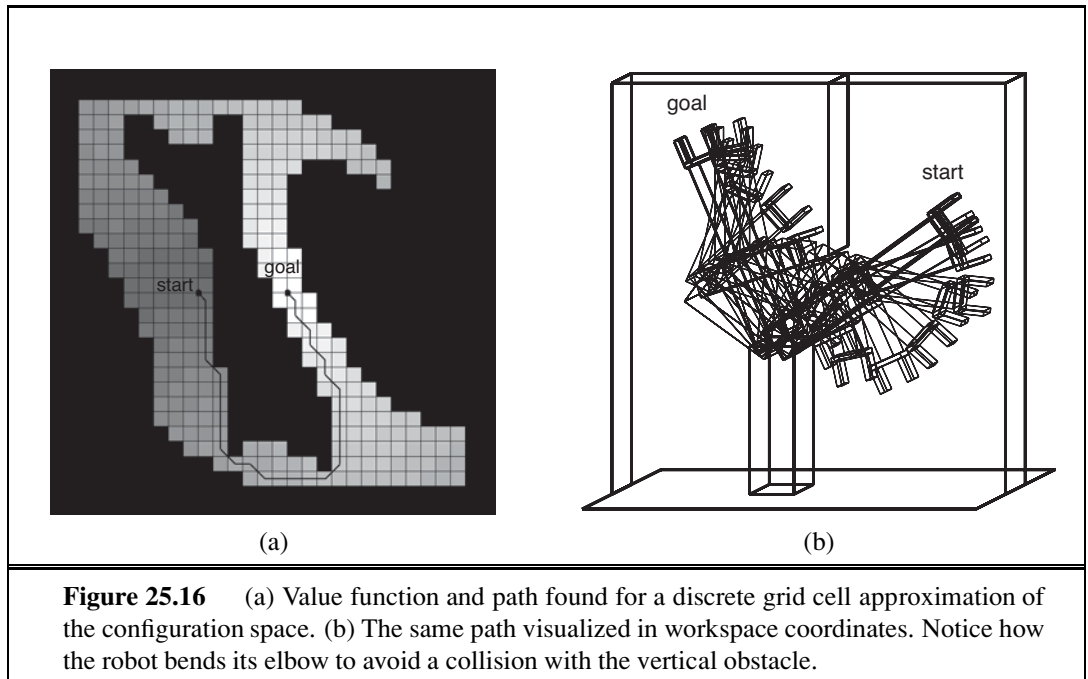 goal
start
(a)
goal
start
(b)
Figure 25.16 (a) Value function and path found for a discrete grid cell approximation of
the configuration space. (b) The same path visualized in workspace coordinates. Notice how
the robot bends its elbow to avoid a collision with the vertical obstacle.